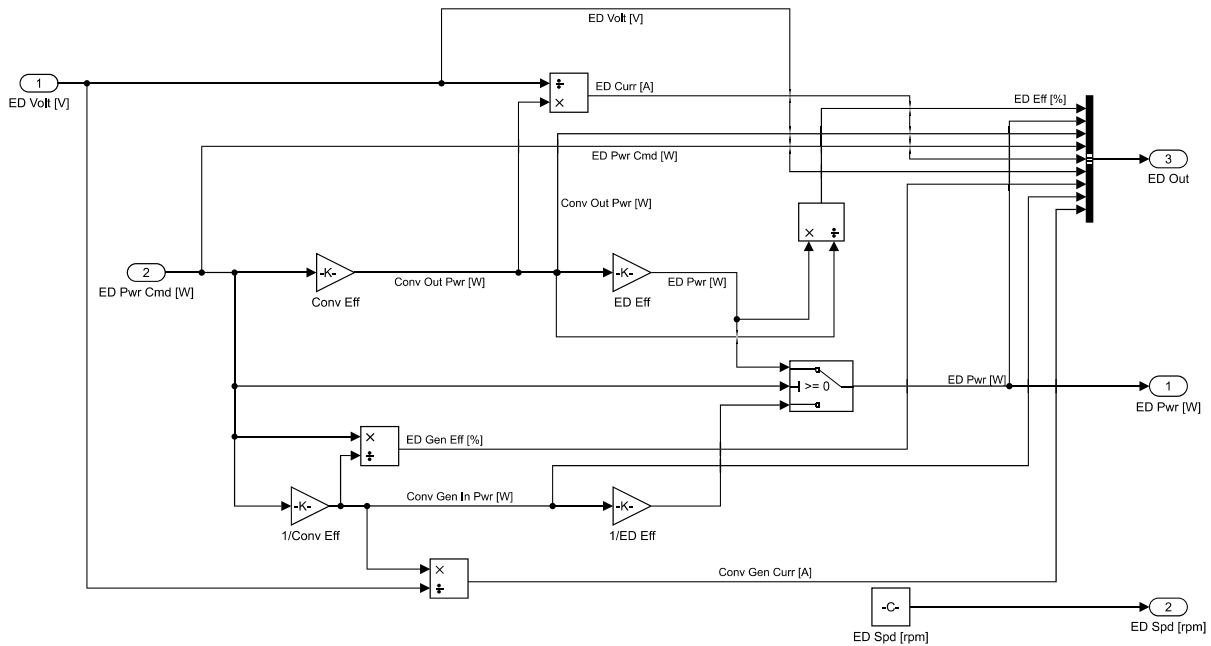 ED Volt [V]
1
ED Volt [V]
÷
×
ED Curr [A]
ED Eff [%]
ED Pwr Cmd [W]
3
ED Out
Conv Out Pwr [W]
× ÷
2
ED Pwr Cmd [W]
-K-
Conv Eff
Conv Out Pwr [W]
-K-
ED Eff
ED Pwr [W]
>= 0
ED Pwr [W]
1
ED Pwr [W]
×
÷
ED Gen Eff [%]
-K-
1/Conv Eff
Conv Gen In Pwr [W]
-K-
1/ED Eff
×
÷
Conv Gen Curr [A]
-C-
ED Spd [rpm]
2
ED Spd [rpm]